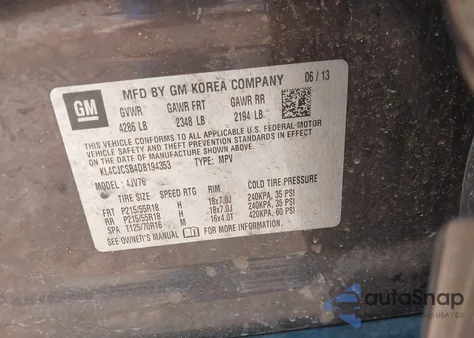 GM
MFD BY GM KOREA COMPANY 06 / 13
GVWR GAWR FRT GAWR RR
4286 LB 2348 LB 2194 LB
THIS VEHICLE CONFORMS TO ALL APPLICABLE U.S. FEDERAL MOTOR
VEHICLE SAFETY, BUMPER, AND THEFT PREVENTION STANDARDS IN EFFECT
ON THE DATE OF MANUFACTURE SHOWN ABOVE.
KLACJCSB4DB194353 TYPE: MPV
MODEL: 4JV76
TIRE SIZE SPEED RTG RIM COLD TIRE PRESSURE
FRT P215/55R18 H 18x7.0J 240KPA, 35 PSI
RR P215/55R18 H 18x7.0J 240KPA, 35 PSI
SPA T125/70R16 M 16x4.0T 420KPA, 60 PSI
SEE OWNER'S MANUAL FOR MORE INFORMATION
autoSnap